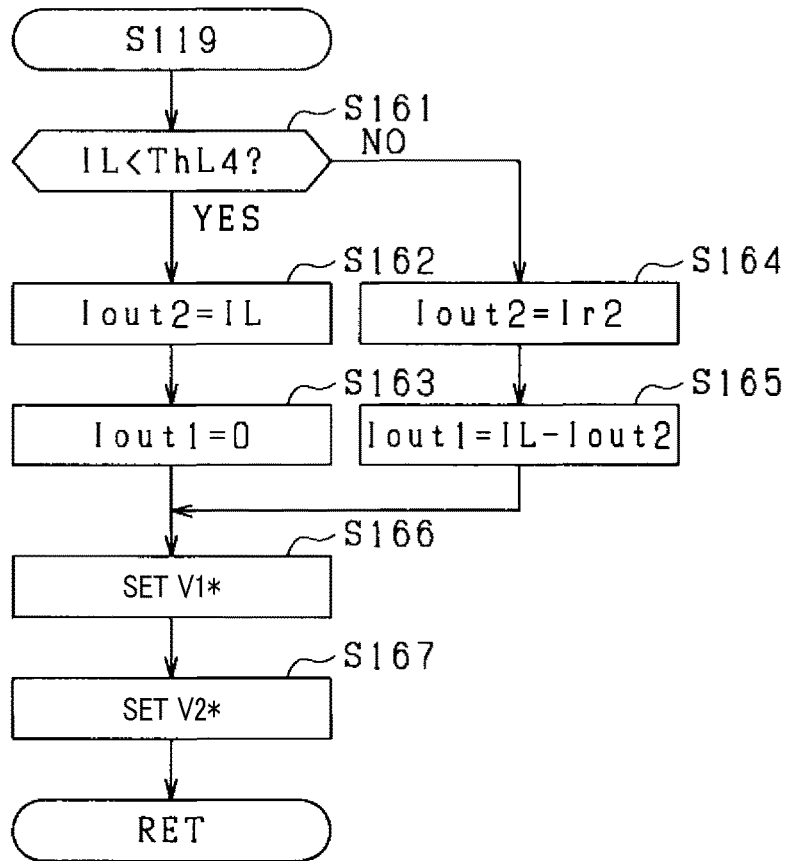 S119
S161
IL<ThL4?
NO
YES
S162
Iout2=IL
S164
Iout2=Ir2
S163
Iout1=0
S165
Iout1=IL-Iout2
S166
SET V1*
S167
SET V2*
RET